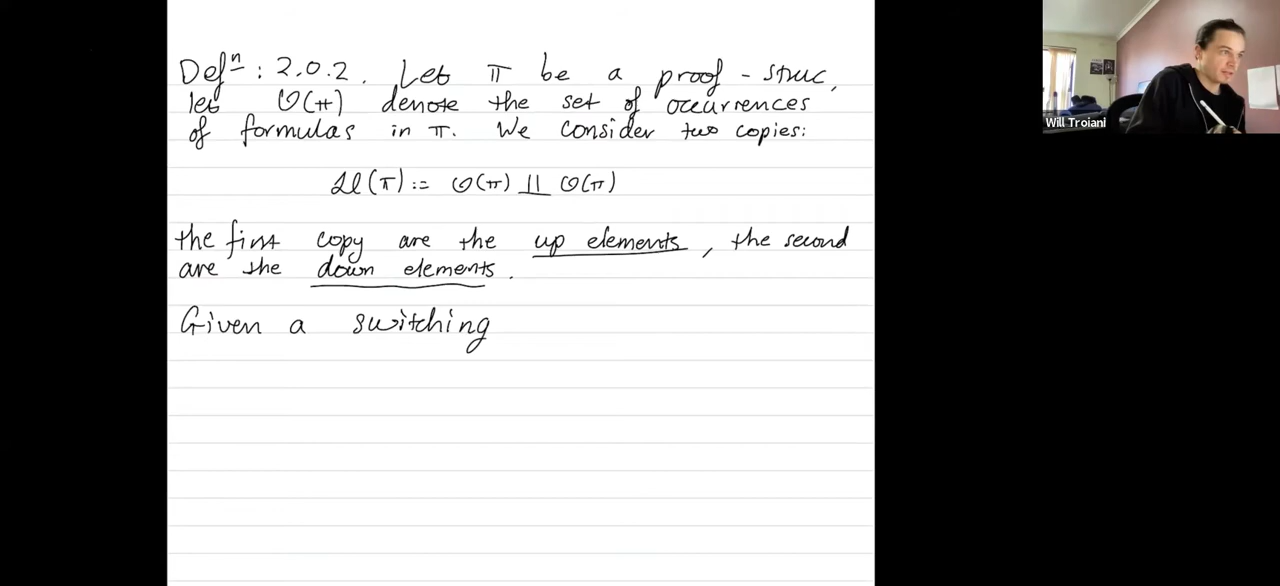 Defⁿ: 2.0.2. Let π be a proof-struc,
let O(π) denote the set of occurrences
of formulas in π. We consider two copies:
U(π) := O(π) ⨿ O(π)
the first copy are the up elements, the second
are the down elements.
Given a switching
Will Troiani